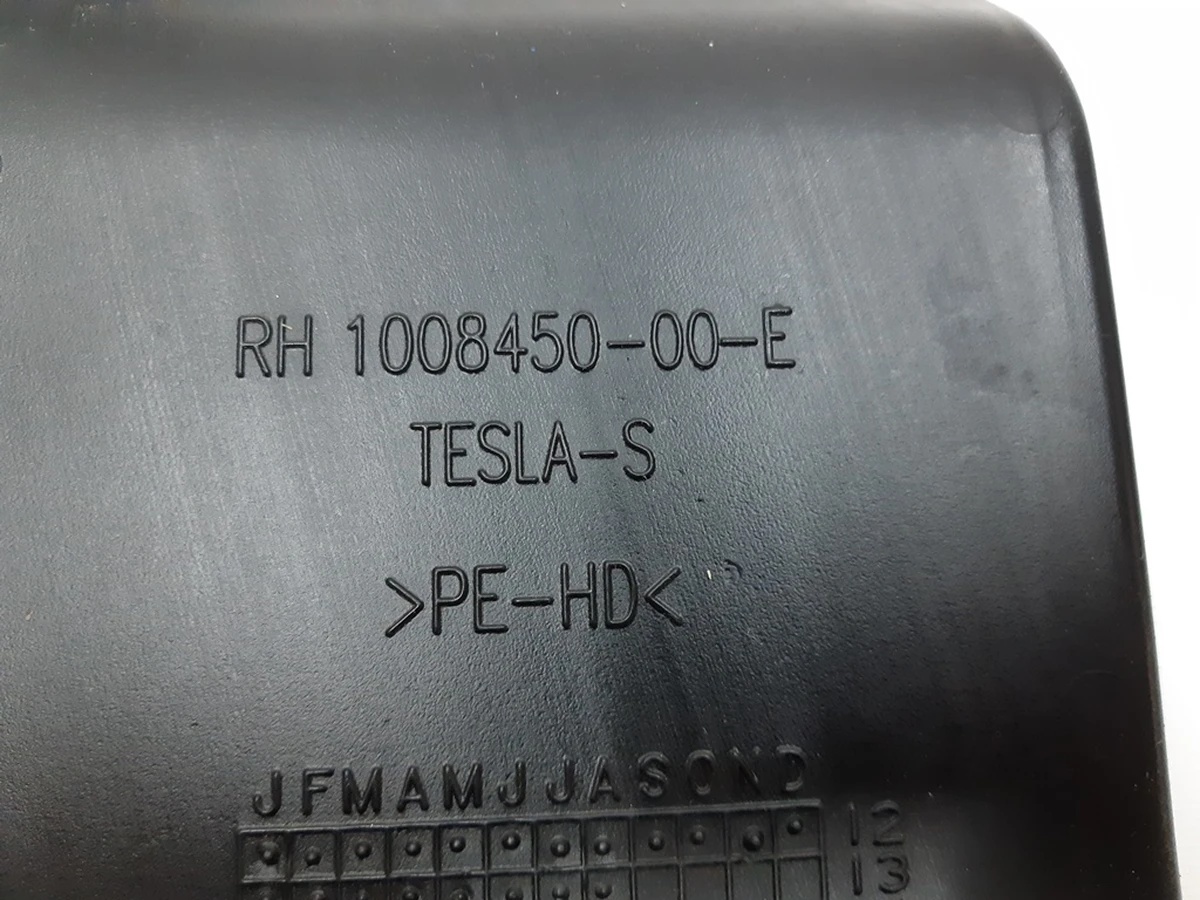 RH 1008450-00-E
TESLA-S
>PE-HD<
JFMAMJJASOND
12
13